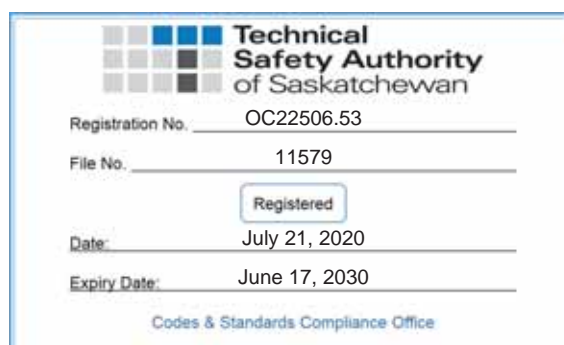 Technical
Safety Authority
of Saskatchewan
Registration No. OC22506.53
File No. 11579
Registered
Date: July 21, 2020
Expiry Date: June 17, 2030
Codes & Standards Compliance Office